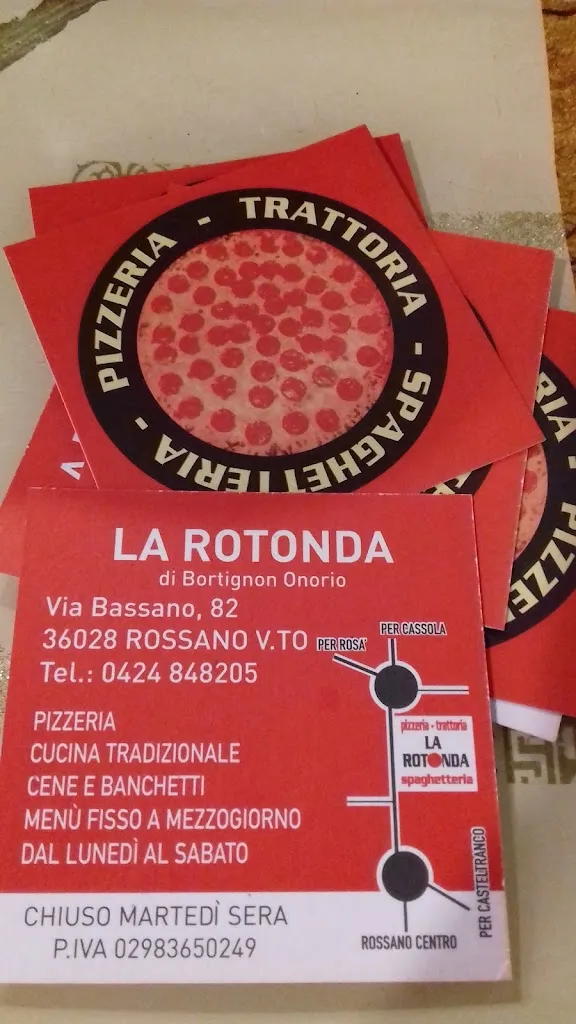 PIZZERIA - TRATTORIA - SPAGHETTERIA -
LA ROTONDA
di Bortignon Onorio
Via Bassano, 82
36028 ROSSANO V.TO
Tel.: 0424 848205
PIZZERIA
CUCINA TRADIZIONALE
CENE E BANCHETTI
MENÙ FISSO A MEZZOGIORNO
DAL LUNEDÌ AL SABATO
CHIUSO MARTEDÌ SERA
P.IVA 02983650249
PER CASSOLA
PER ROSA'
pizzeria - trattoria
LA
ROTONDA
spaghetteria
PER CASTELFRANCO
ROSSANO CENTRO